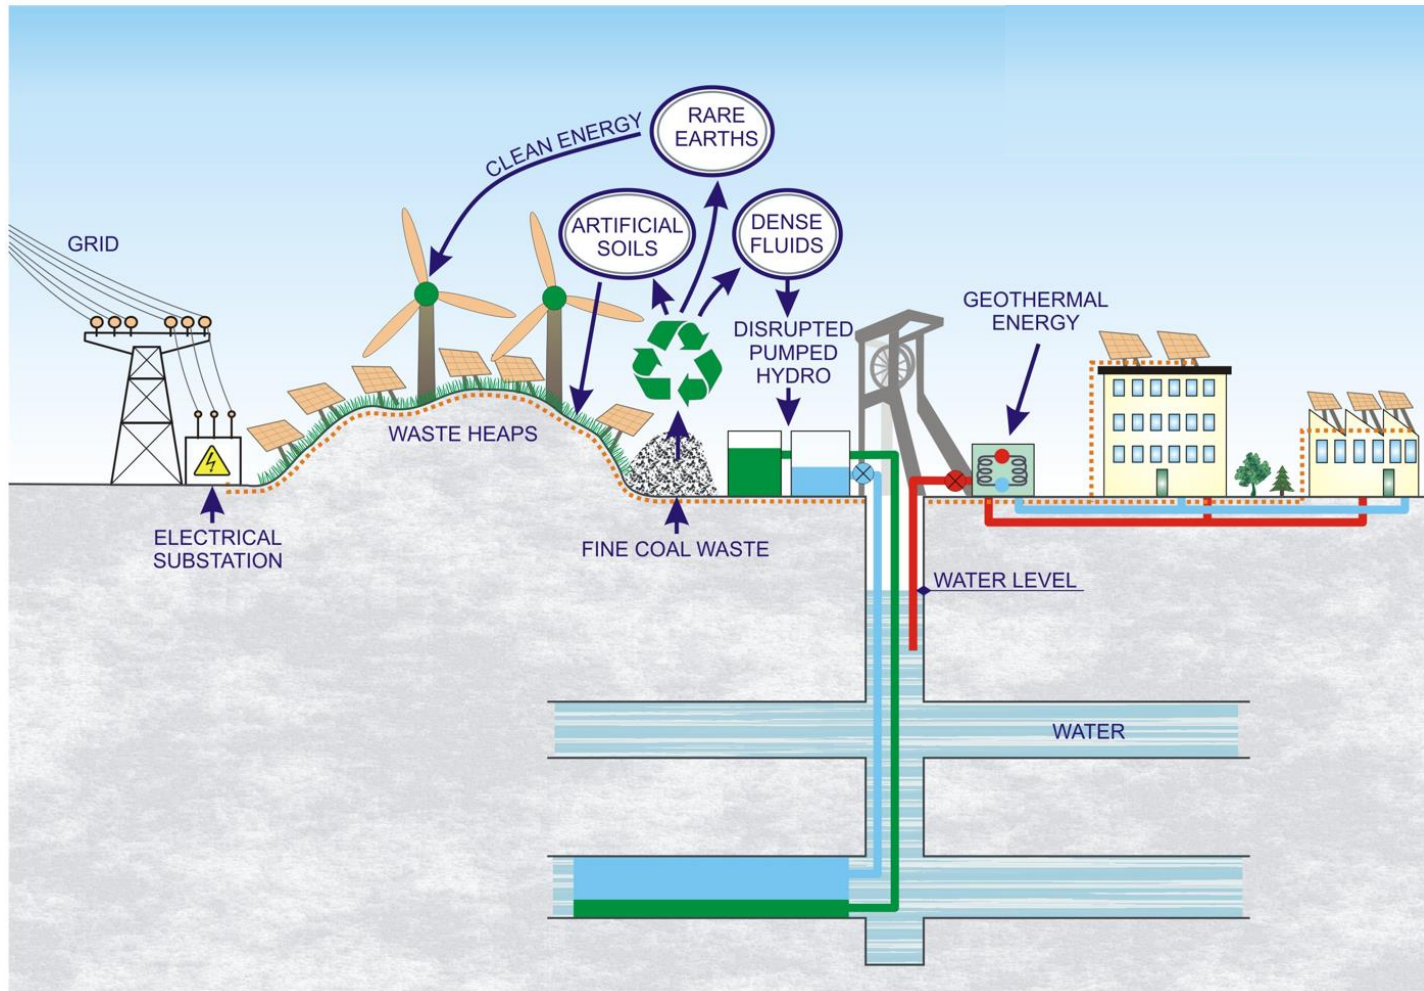 RARE
EARTHS
CLEAN ENERGY
ARTIFICIAL
SOILS
DENSE
FLUIDS
GRID
GEOTHERMAL
ENERGY
DISRUPTED
PUMPED
HYDRO
WASTE HEAPS
ELECTRICAL
SUBSTATION
FINE COAL WASTE
WATER LEVEL
WATER